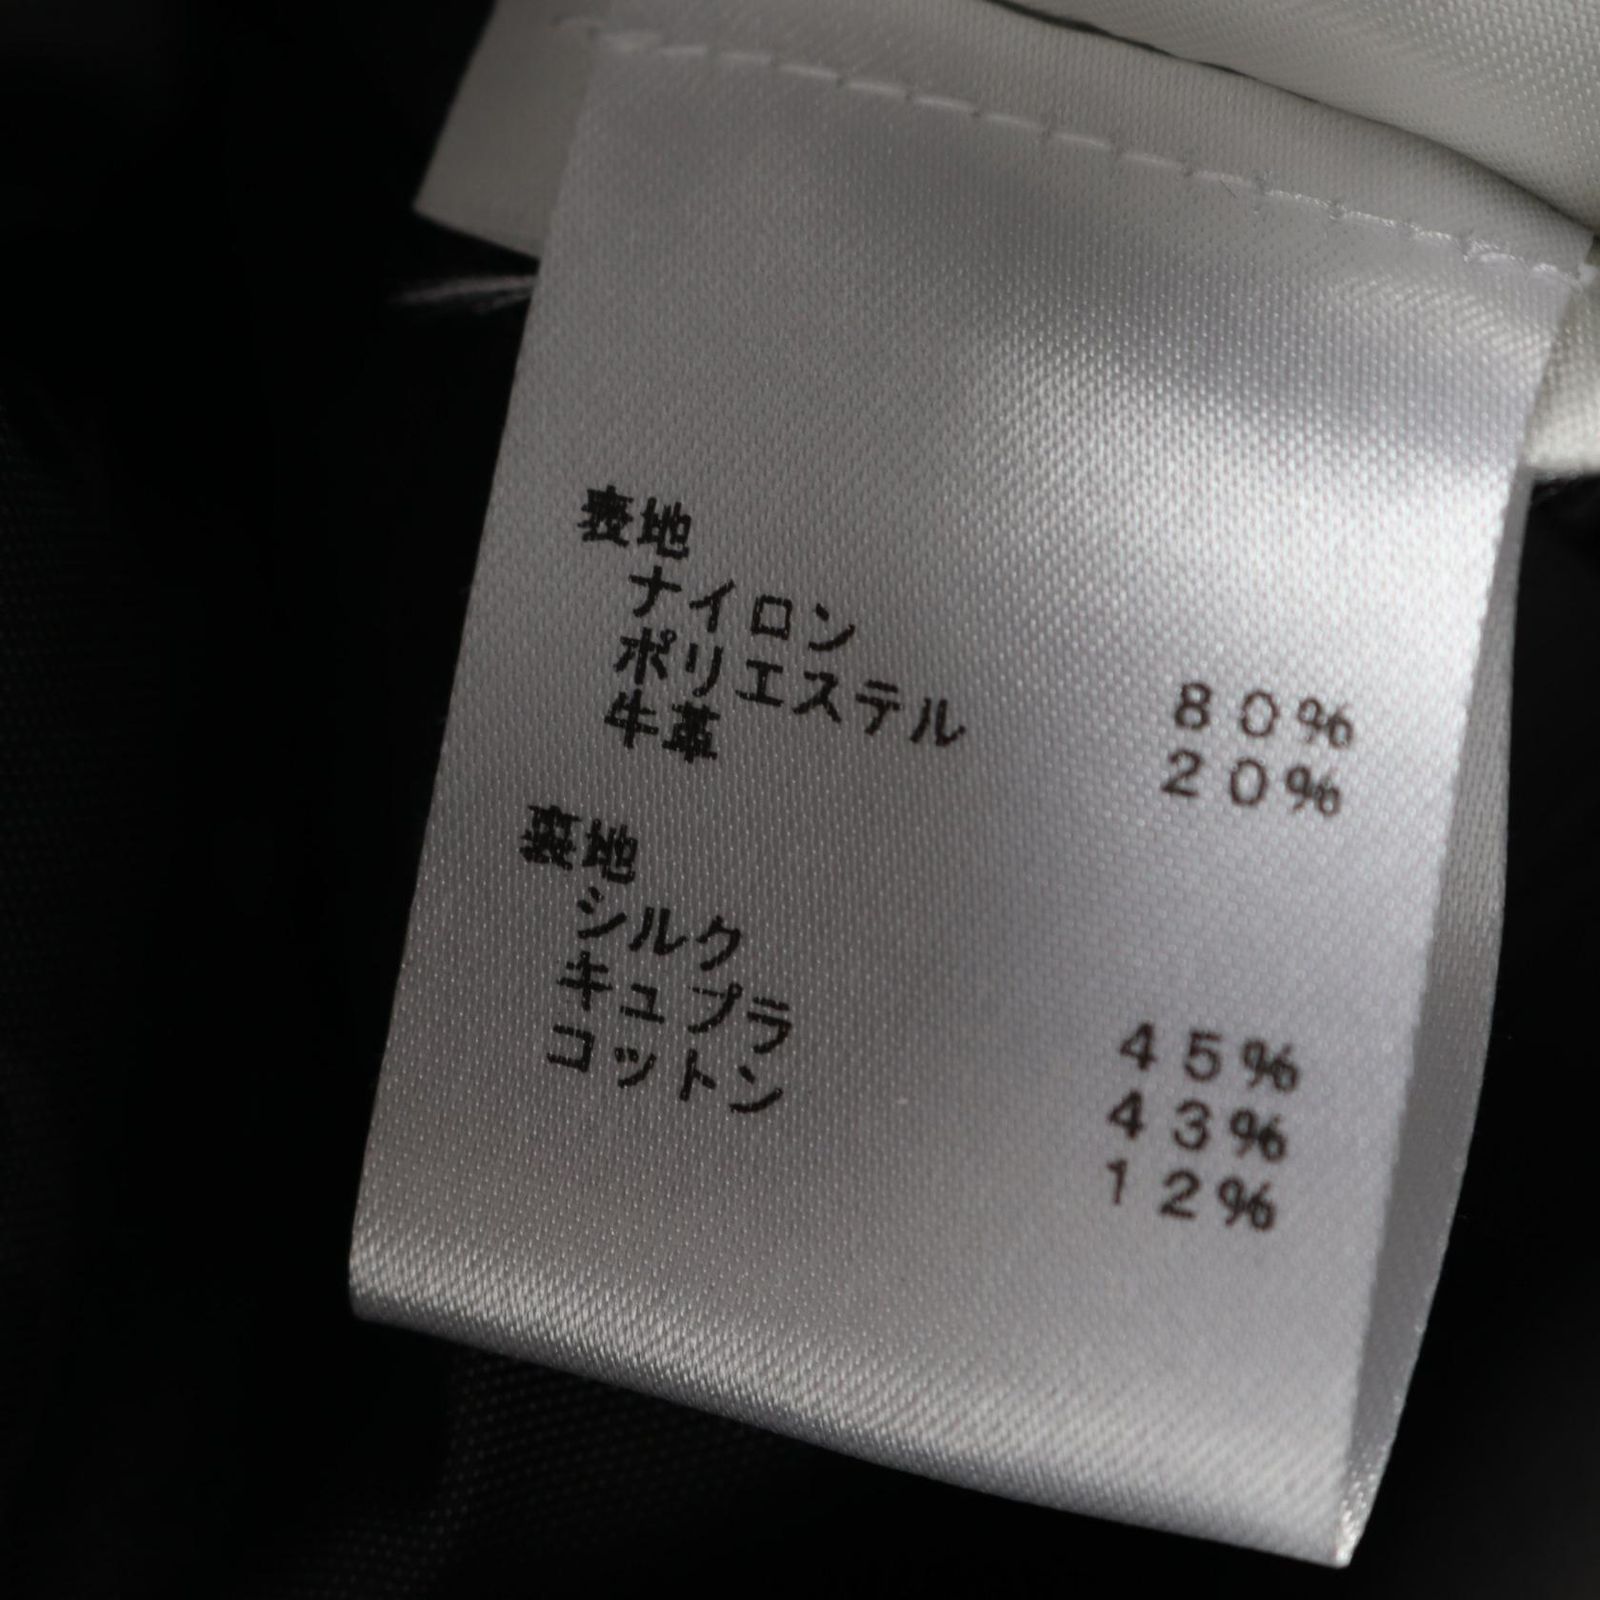 表地
ナイロン 80%
ポリエステル 20%
牛革
裏地
シルク 45%
キュプラ 43%
コットン 12%